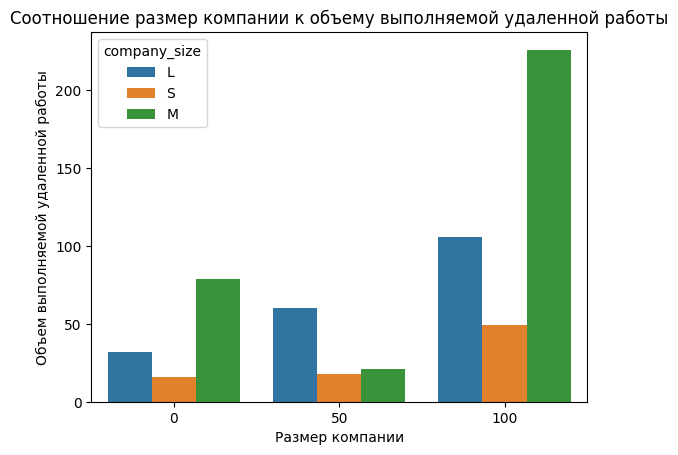 Соотношение размер компании к объему выполняемой удаленной работы
company_size
L
S
M
Объем выполняемой удаленной работы
200
150
100
50
0
0 50 100
Размер компании